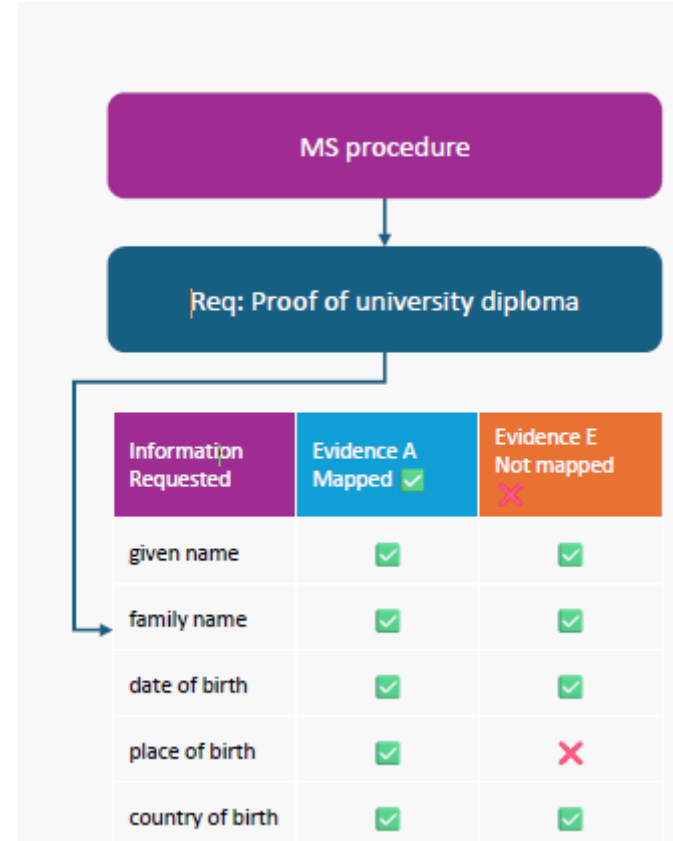 MS procedure
Req: Proof of university diploma
Information
Requested
Evidence A
Mapped ✅
Evidence E
Not mapped
❌
given name ✅ ✅
family name ✅ ✅
date of birth ✅ ✅
place of birth ✅ ❌
country of birth ✅ ✅